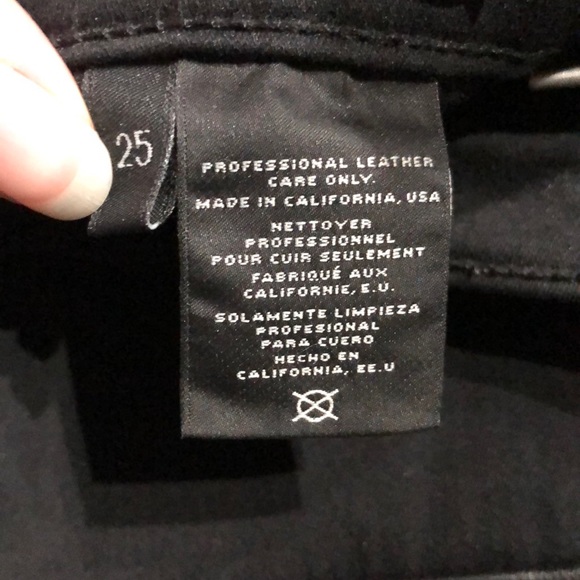 25
PROFESSIONAL LEATHER
CARE ONLY.
MADE IN CALIFORNIA, USA
NETTOYER
PROFESSIONNEL
POUR CUIR SEULEMENT
FABRIQUÉ AUX
CALIFORNIE, E.U.
SOLAMENTE LIMPIEZA
PROFESIONAL
PARA CUERO
HECHO EN
CALIFORNIA, EE.U